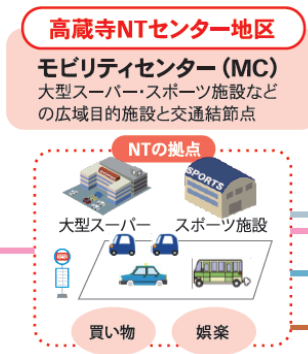 高蔵寺NTセンター地区
モビリティセンター(MC)
大型スーパー・スポーツ施設など
の広域目的施設と交通結節点
NTの拠点
SPORTS
大型スーパー
スポーツ施設
買い物
娯楽